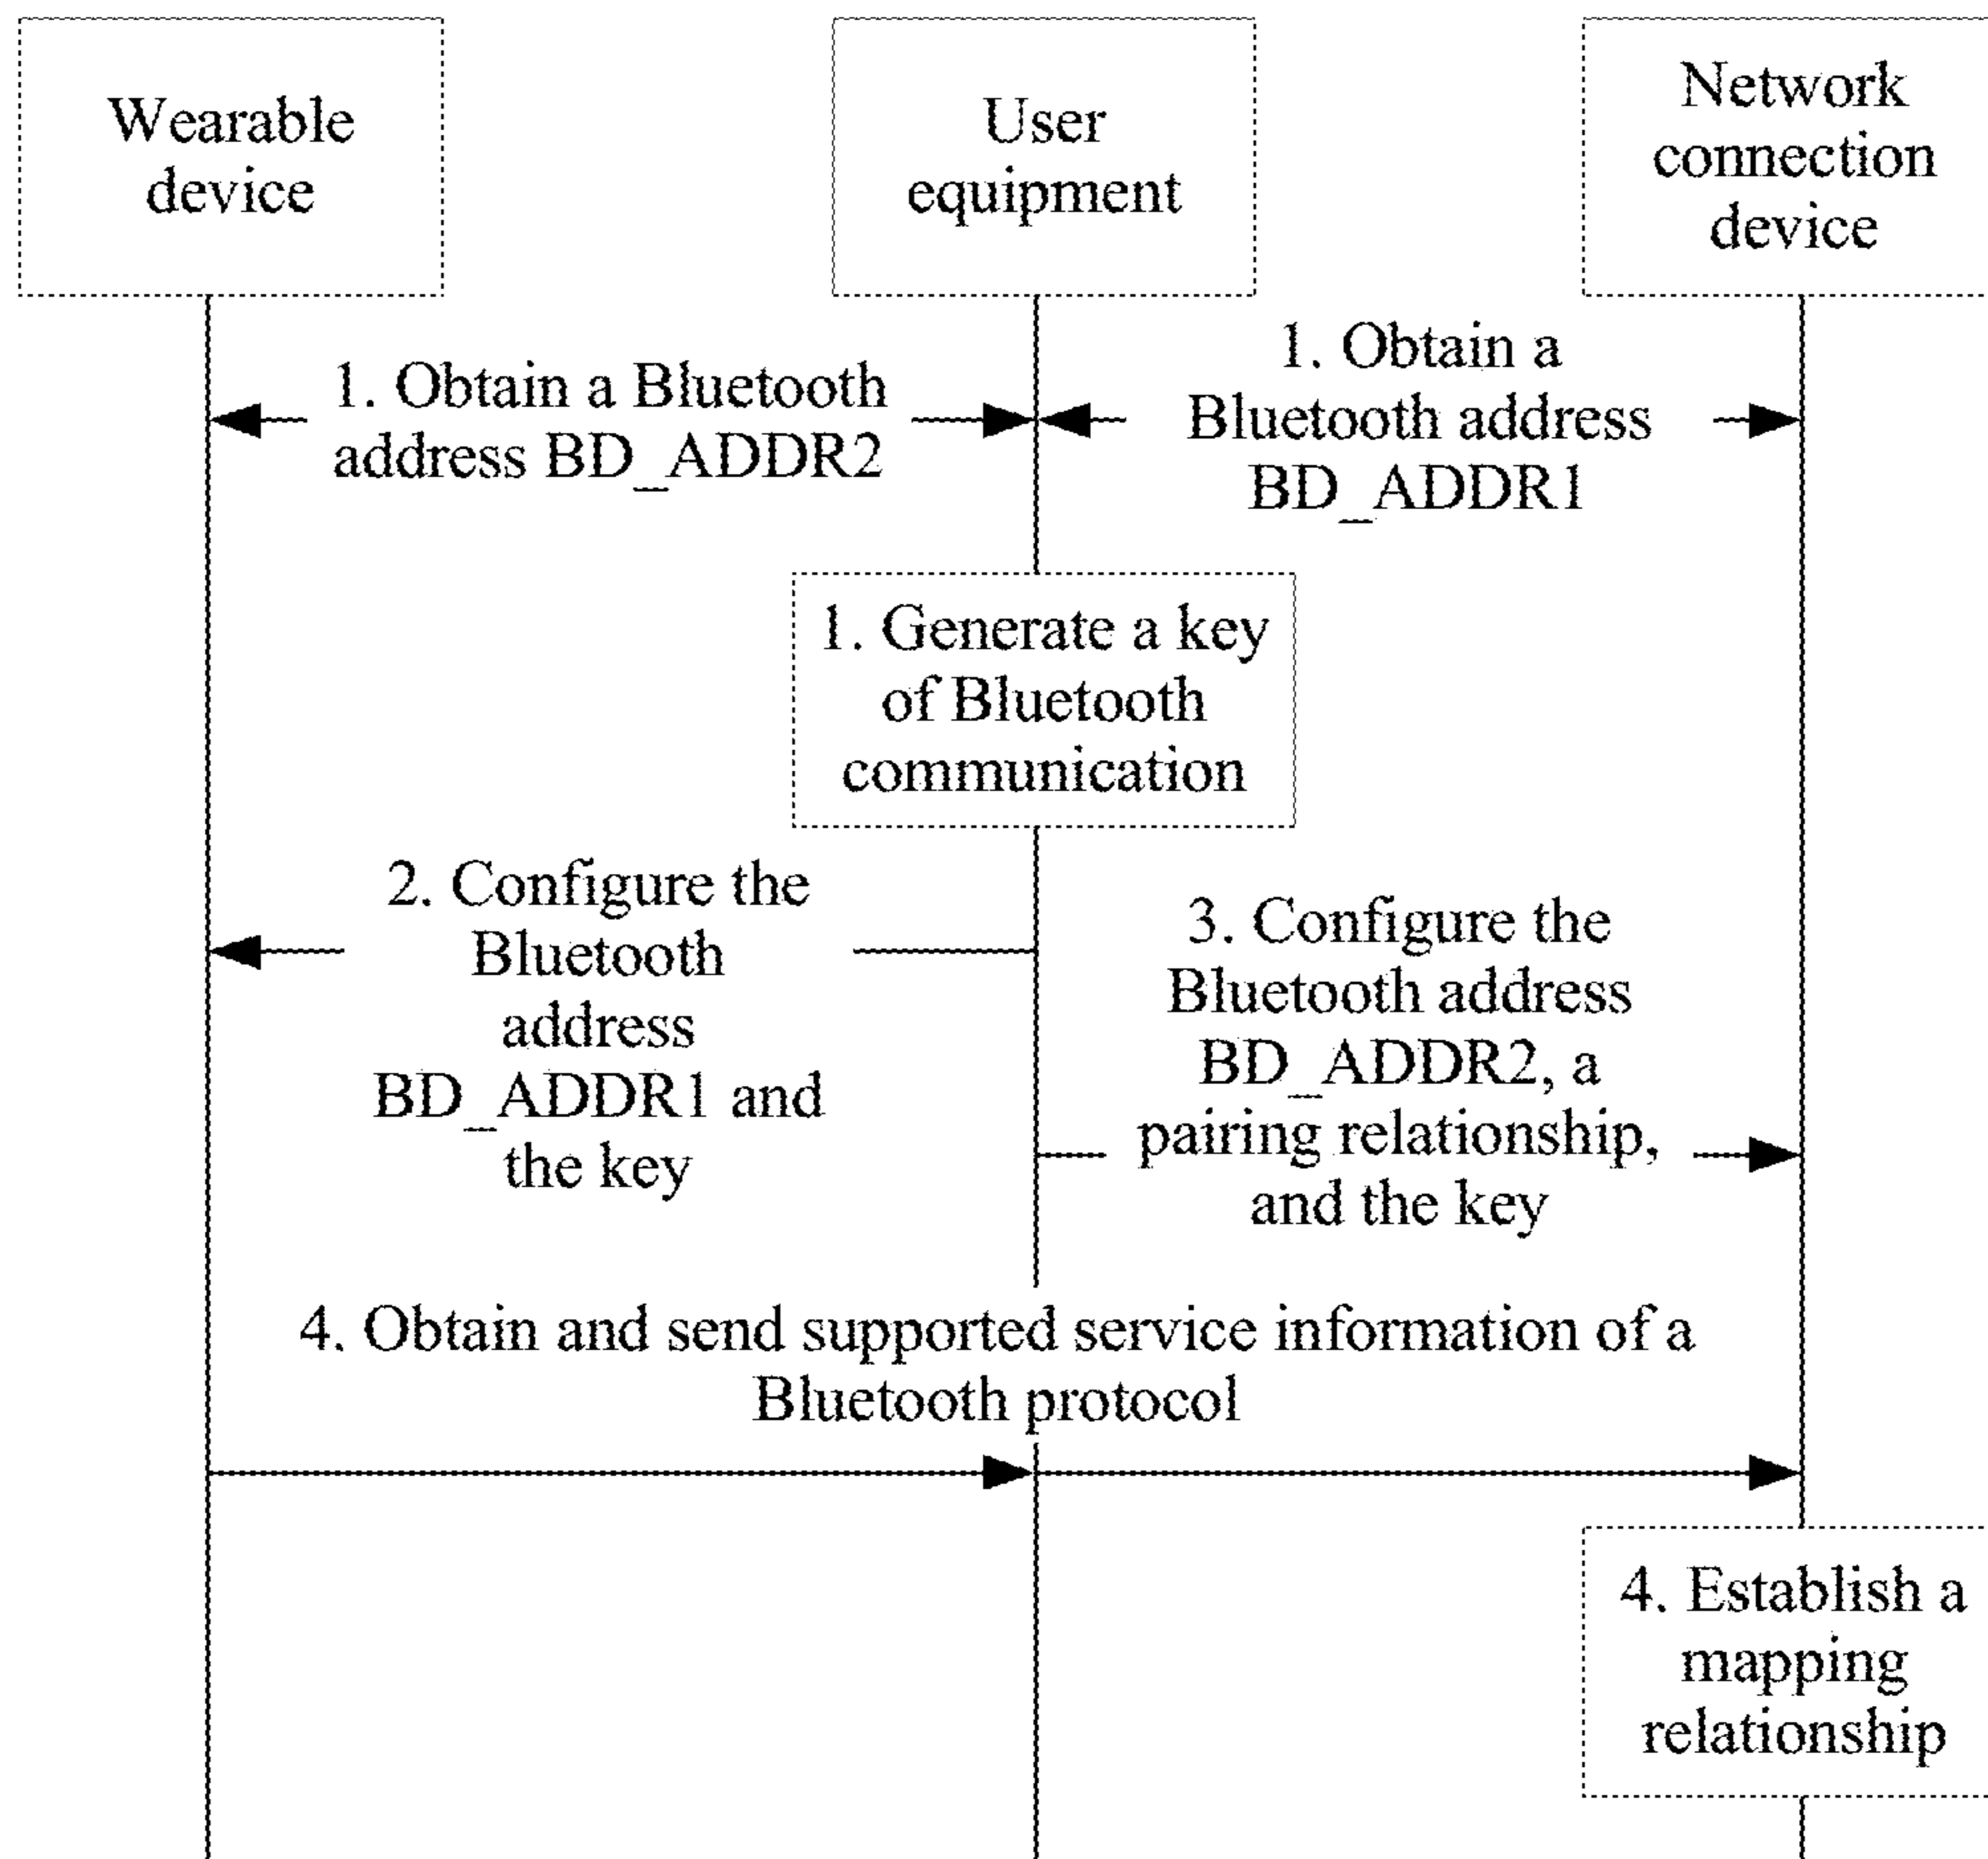 Wearable
device
User
equipment
Network
connection
device
1. Obtain a Bluetooth
address BD_ADDR2
1. Obtain a
Bluetooth address
BD_ADDR1
1. Generate a key
of Bluetooth
communication
2. Configure the
Bluetooth
address
BD_ADDR1 and
the key
3. Configure the
Bluetooth address
BD_ADDR2, a
pairing relationship,
and the key
4. Obtain and send supported service information of a
Bluetooth protocol
4. Establish a
mapping
relationship